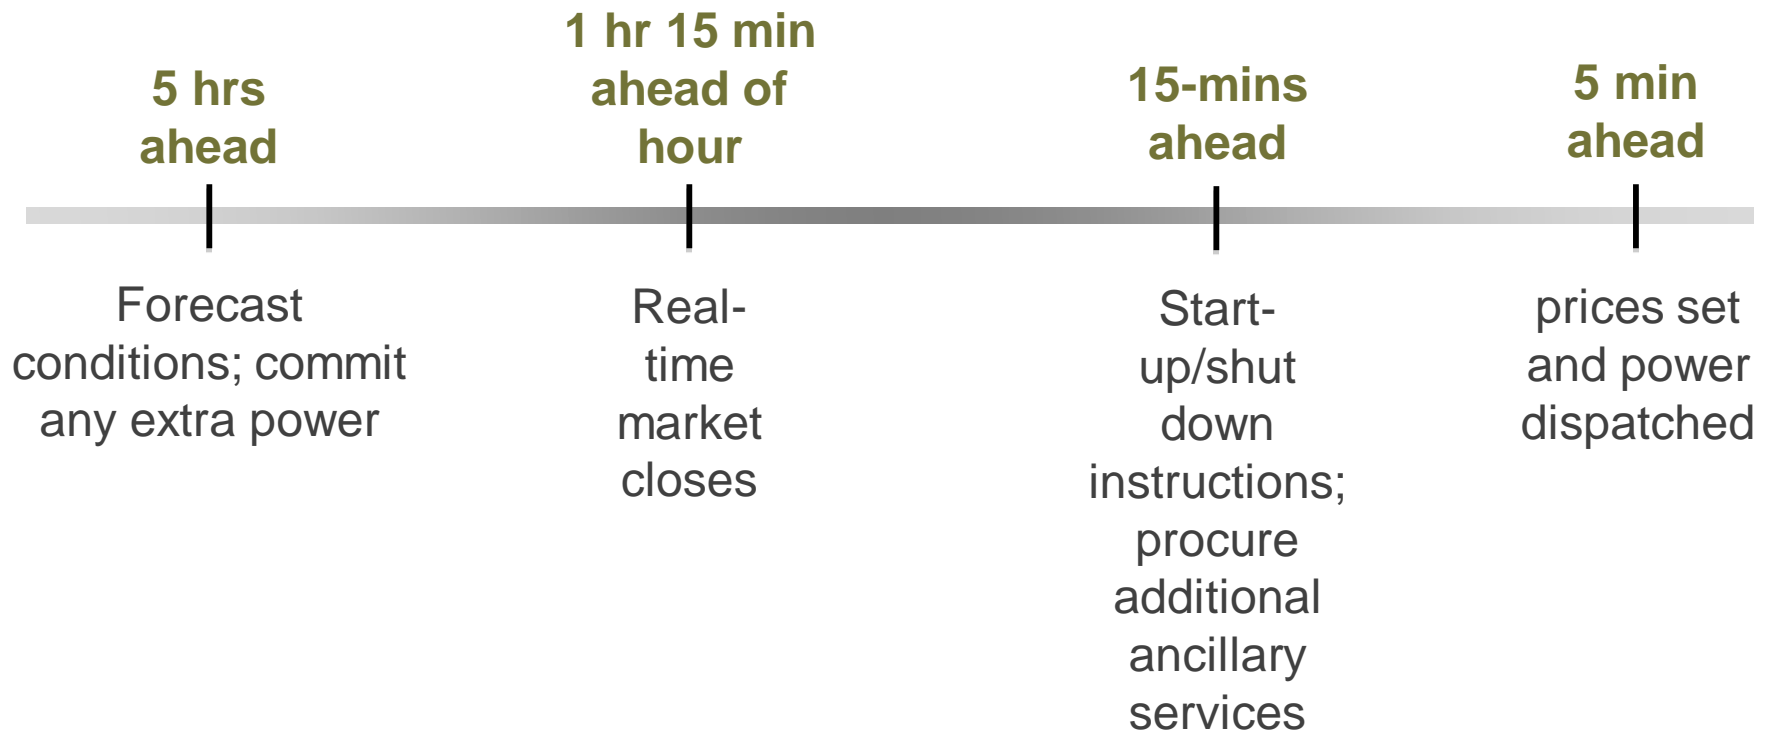 5 hrs
ahead
1 hr 15 min
ahead of
hour
15-mins
ahead
5 min
ahead
Forecast
conditions; commit
any extra power
Real-
time
market
closes
Start-
up/shut
down
instructions;
procure
additional
ancillary
services
prices set
and power
dispatched